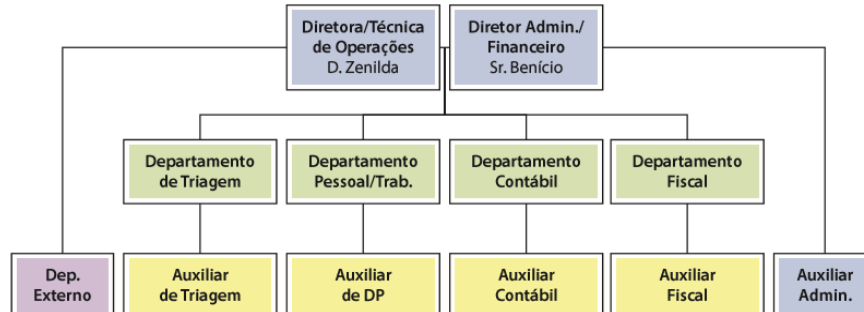 Diretora/Técnica
de Operações
D. Zenilda
Diretor Admin./
Financeiro
Sr. Benício
Departamento
de Triagem
Departamento
Pessoal/Trab.
Departamento
Contábil
Departamento
Fiscal
Dep.
Externo
Auxiliar
de Triagem
Auxiliar
de DP
Auxiliar
Contábil
Auxiliar
Fiscal
Auxiliar
Admin.